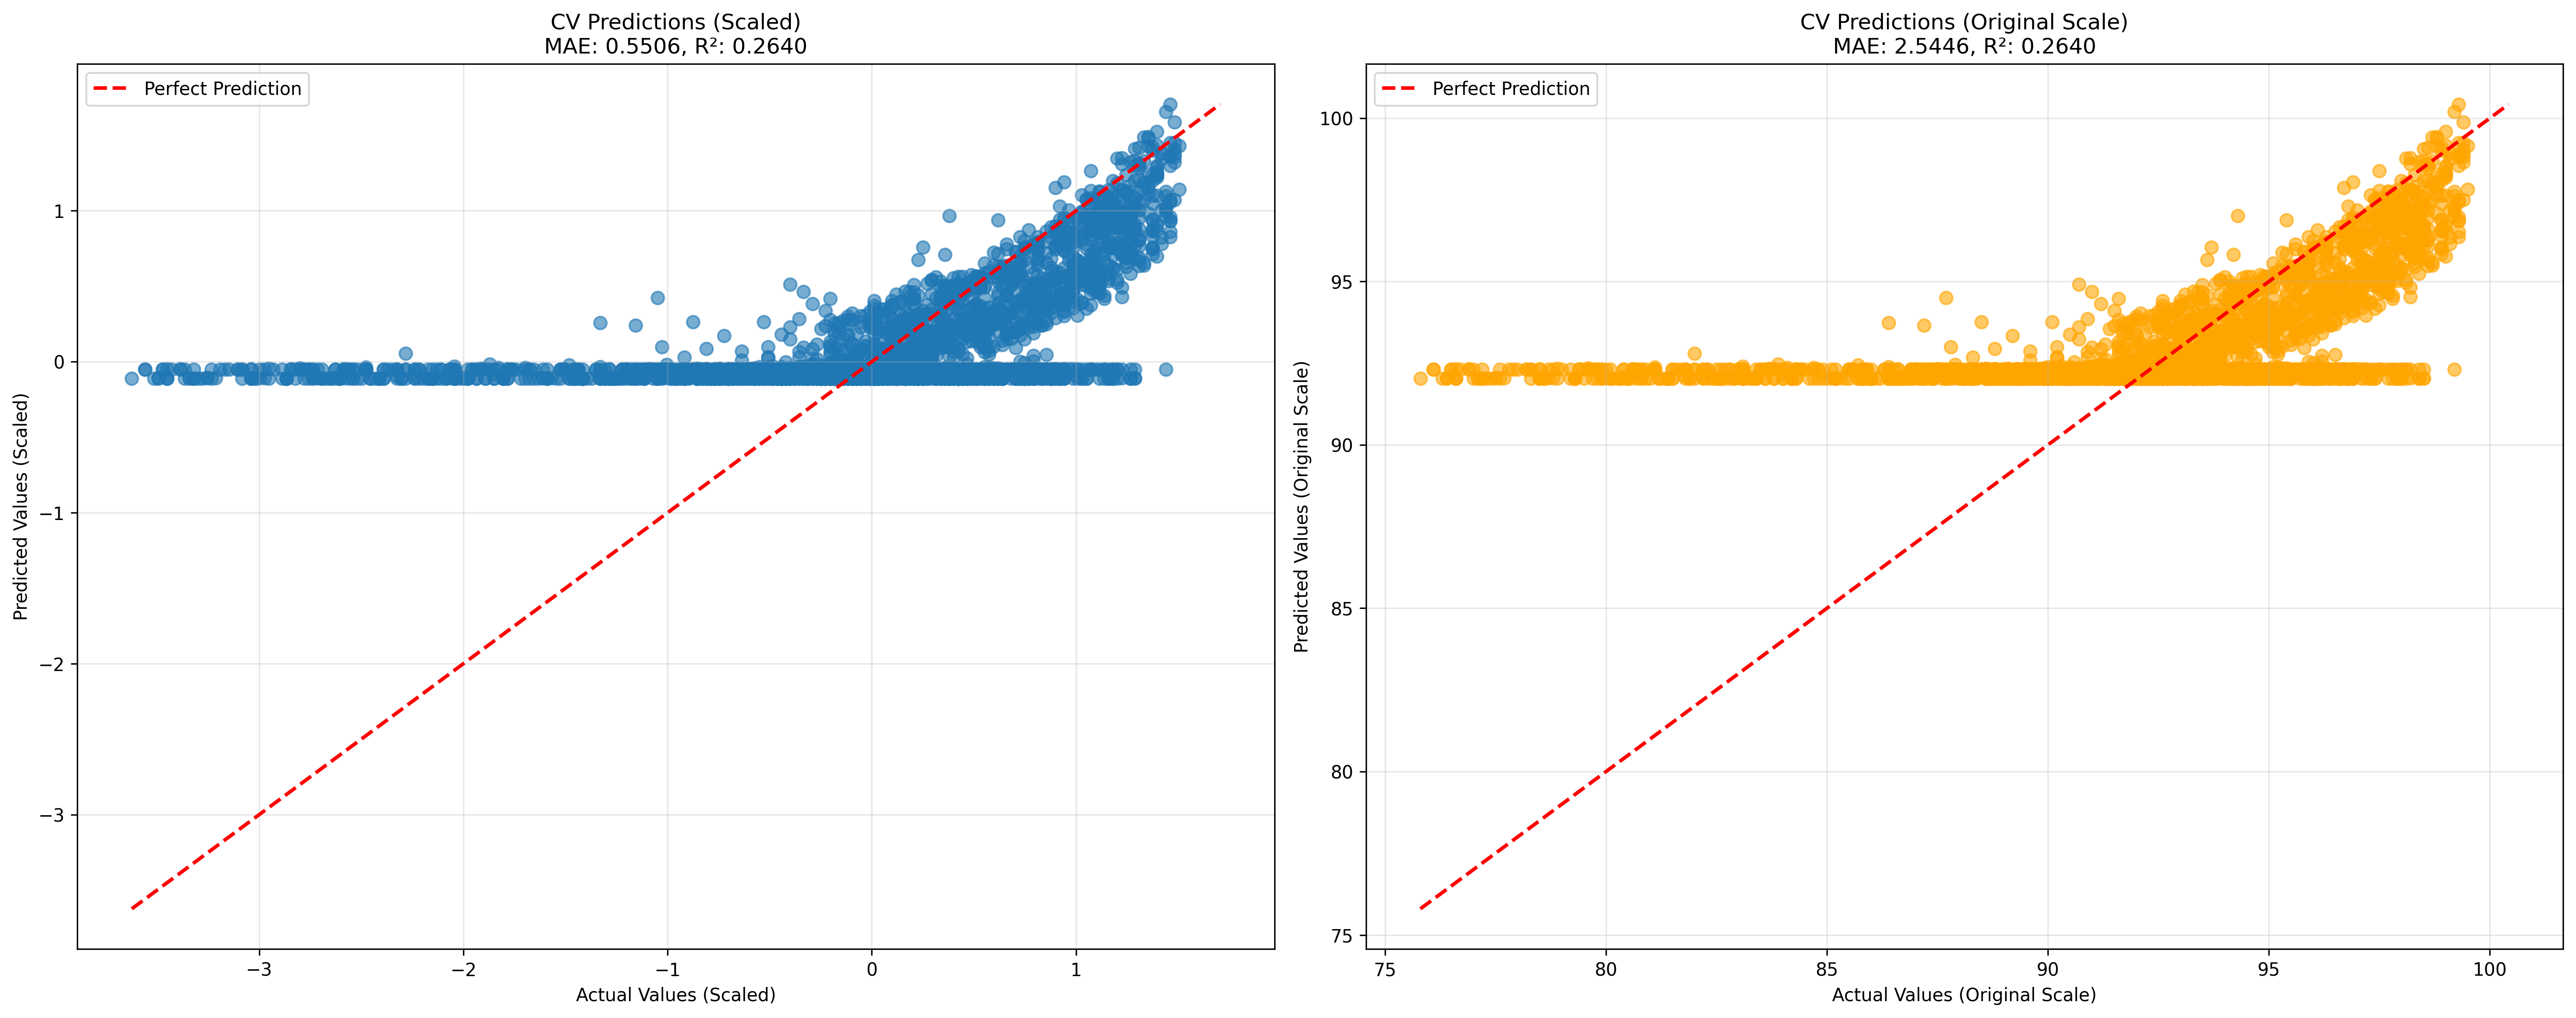 CV Predictions (Scaled)
MAE: 0.5506, R²: 0.2640
Perfect Prediction
1
0
−1
−2
−3
Predicted Values (Scaled)
−3
−2
−1
0
1
Actual Values (Scaled)
CV Predictions (Original Scale)
MAE: 2.5446, R²: 0.2640
Perfect Prediction
100
95
90
85
80
75
Predicted Values (Original Scale)
75
80
85
90
95
100
Actual Values (Original Scale)